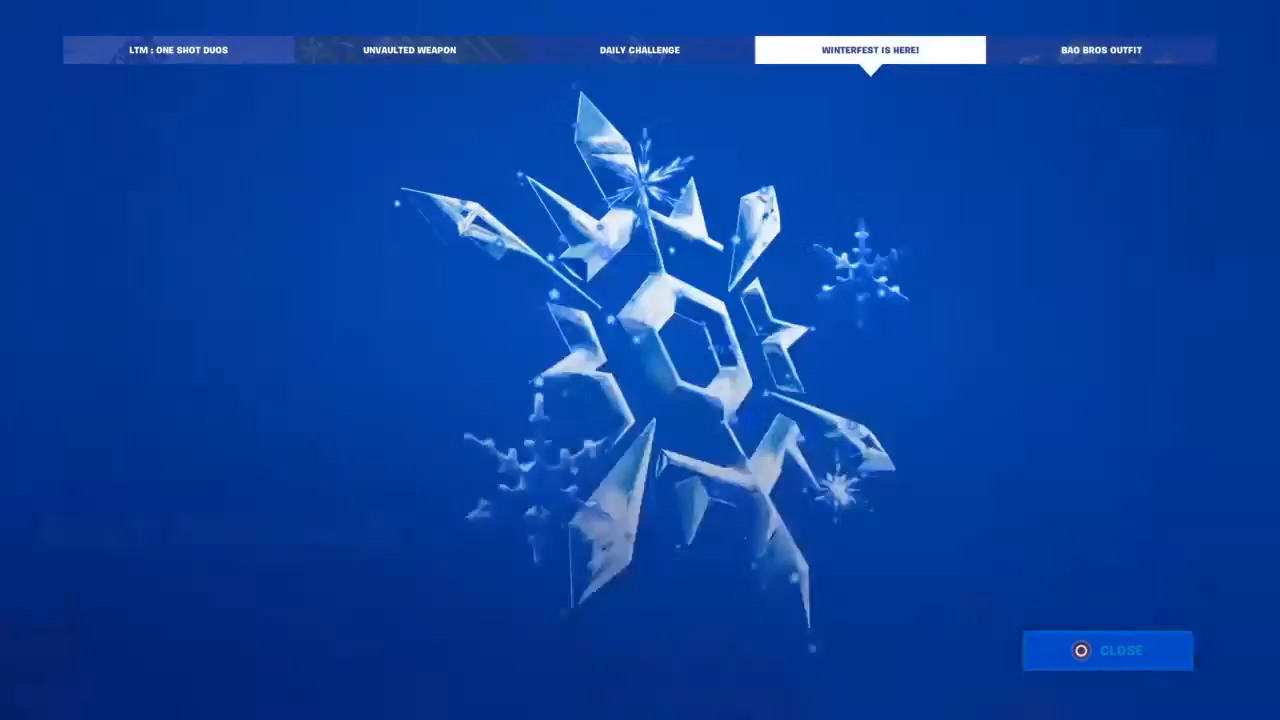 LTM : ONE SHOT DUOS
UNVAULTED WEAPON
DAILY CHALLENGE
WINTERFEST IS HERE!
BAO BROS OUTFIT
CLOSE